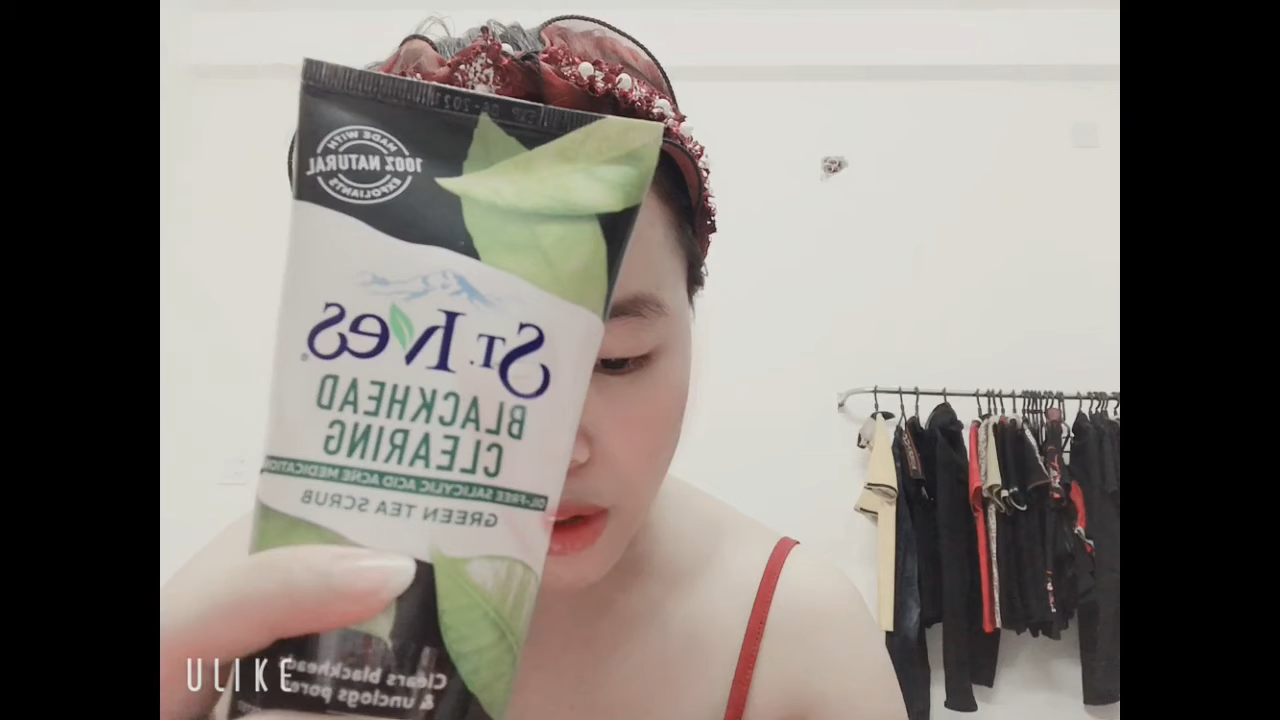 MADE WITH
100% NATURAL
EXFOLIANTS
St. Ives
BLACKHEAD
CLEARING
OIL-FREE SALICYLIC ACID ACNE MEDICATION
GREEN TEA SCRUB
Clears blackheads
& unclogs pores
ULIKE